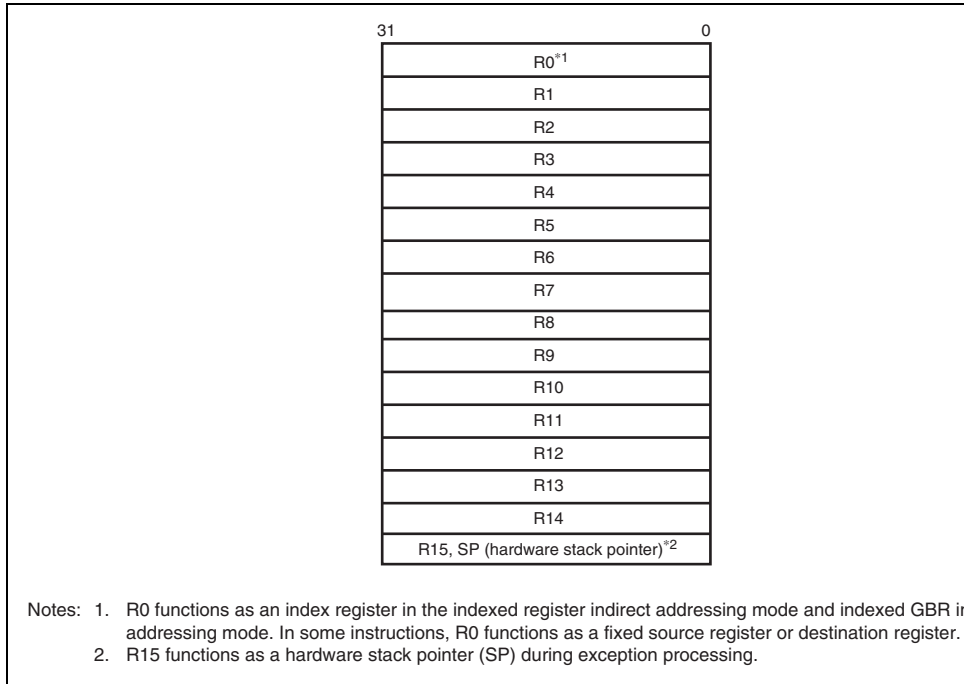 31 0
R0*1
R1
R2
R3
R4
R5
R6
R7
R8
R9
R10
R11
R12
R13
R14
R15, SP (hardware stack pointer)*2
Notes: 1. R0 functions as an index register in the indexed register indirect addressing mode and indexed GBR
addressing mode. In some instructions, R0 functions as a fixed source register or destination register.
2. R15 functions as a hardware stack pointer (SP) during exception processing.